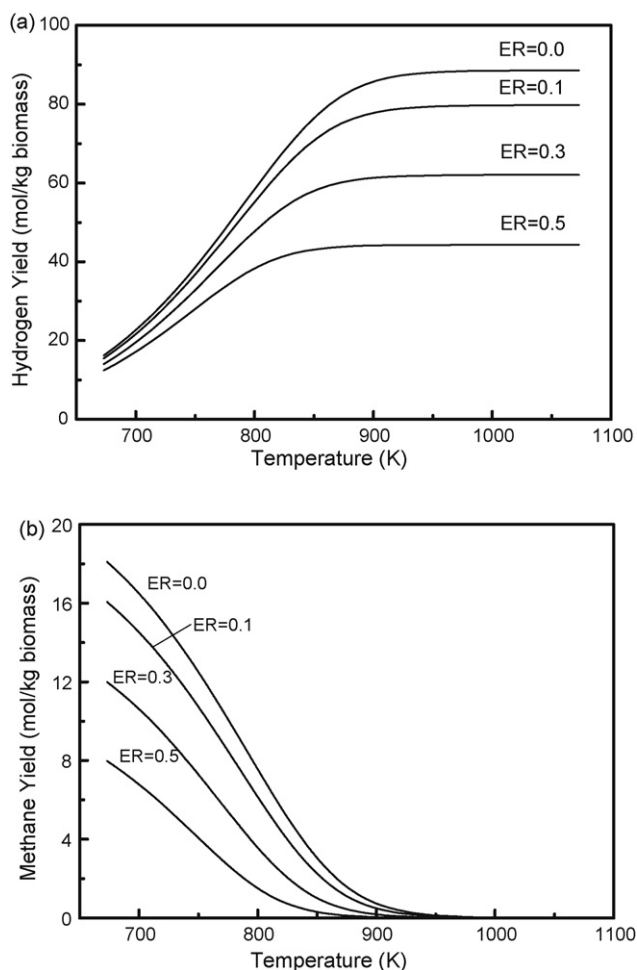 (a)
100
80
60
40
20
0
Hydrogen Yield (mol/kg biomass)
ER=0.0
ER=0.1
ER=0.3
ER=0.5
700 800 900 1000 1100
Temperature (K)
(b)
20
16
12
8
4
0
Methane Yield (mol/kg biomass)
ER=0.0
ER=0.1
ER=0.3
ER=0.5
700 800 900 1000 1100
Temperature (K)